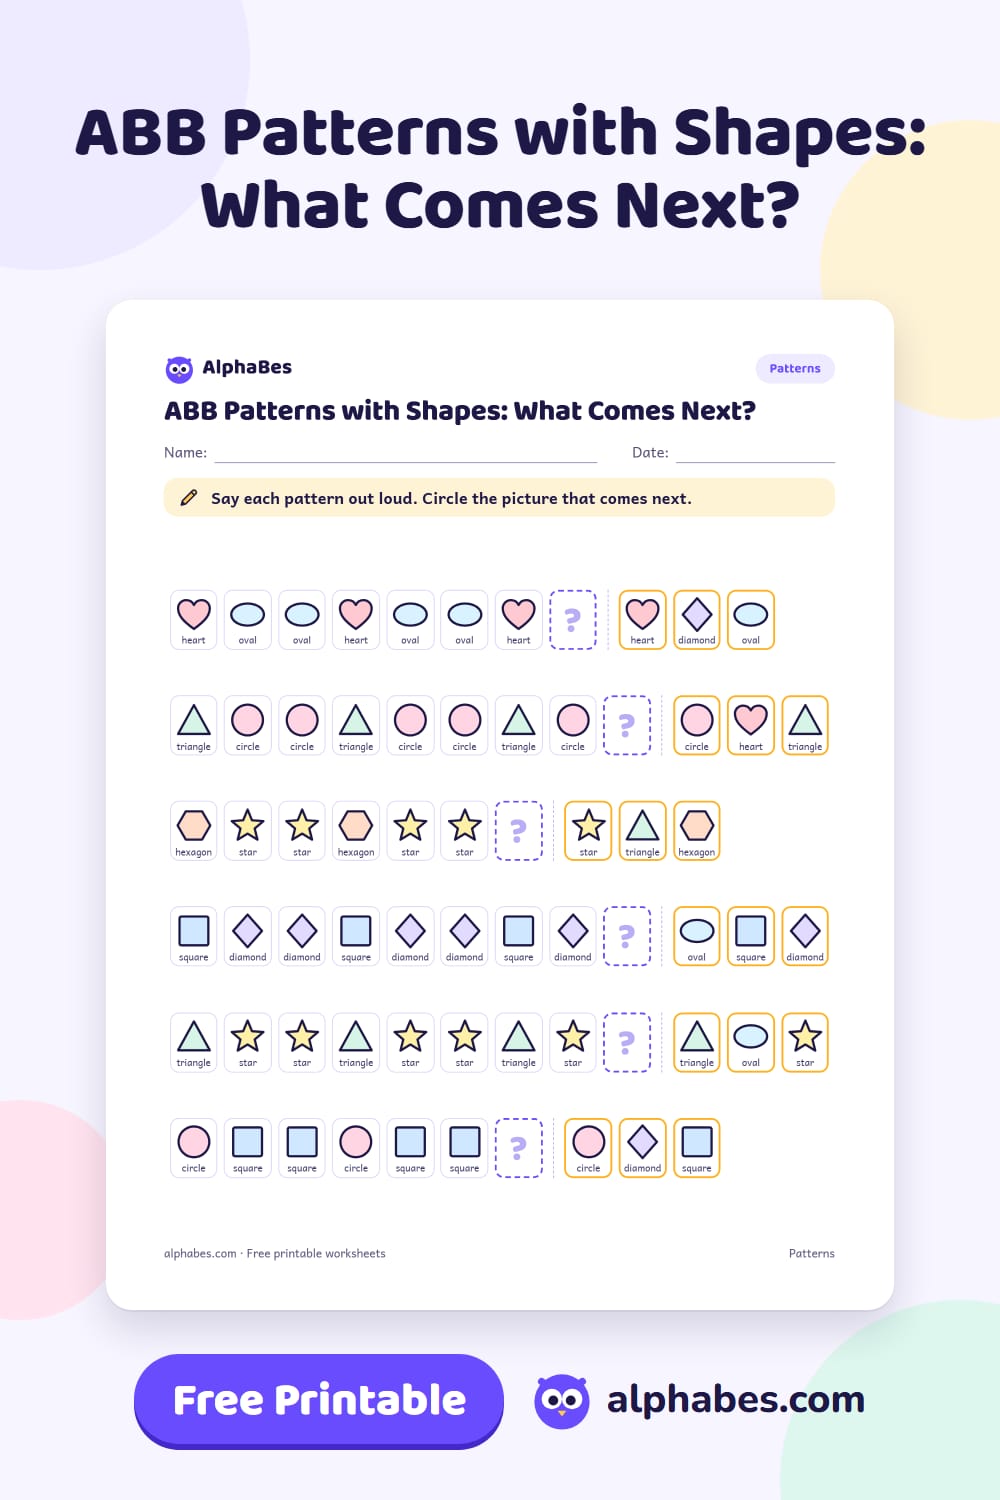 ABB Patterns with Shapes:
What Comes Next?
AlphaBes
Patterns
ABB Patterns with Shapes: What Comes Next?
Name: Date:
Say each pattern out loud. Circle the picture that comes next.
heart oval oval heart oval oval heart ? heart diamond oval
triangle circle circle triangle circle circle triangle circle ? circle heart triangle
hexagon star star hexagon star star ? star triangle hexagon
square diamond diamond square diamond diamond square diamond ? oval square diamond
triangle star star triangle star star triangle star ? triangle oval star
circle square square circle square square ? circle diamond square
alphabes.com · Free printable worksheets Patterns
Free Printable
alphabes.com